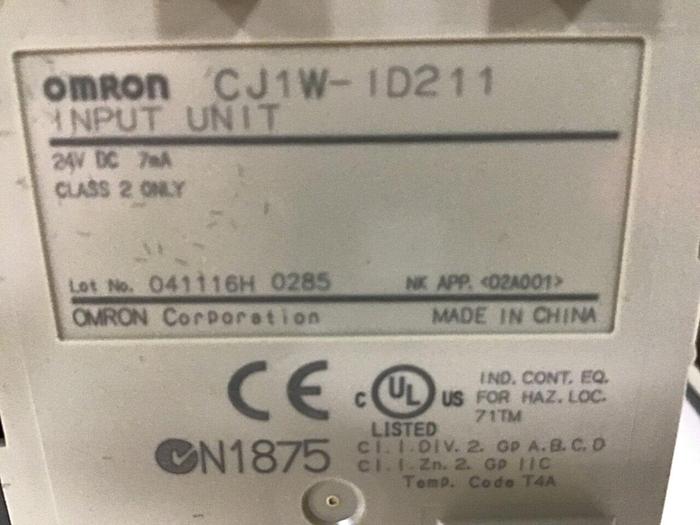 OMRON CJ1W-ID211
INPUT UNIT
24V DC 7mA
CLASS 2 ONLY
Lot No. 041116H 0285 NK APP. <02A001>
OMRON Corporation MADE IN CHINA
CE C UL US LISTED
IND. CONT. EQ.
FOR HAZ. LOC.
71TM
N1875
CI.I.DIV.2. Gp A.B.C.D
CI.I.Zn.2. Gp IIC
Temp. Code T4A